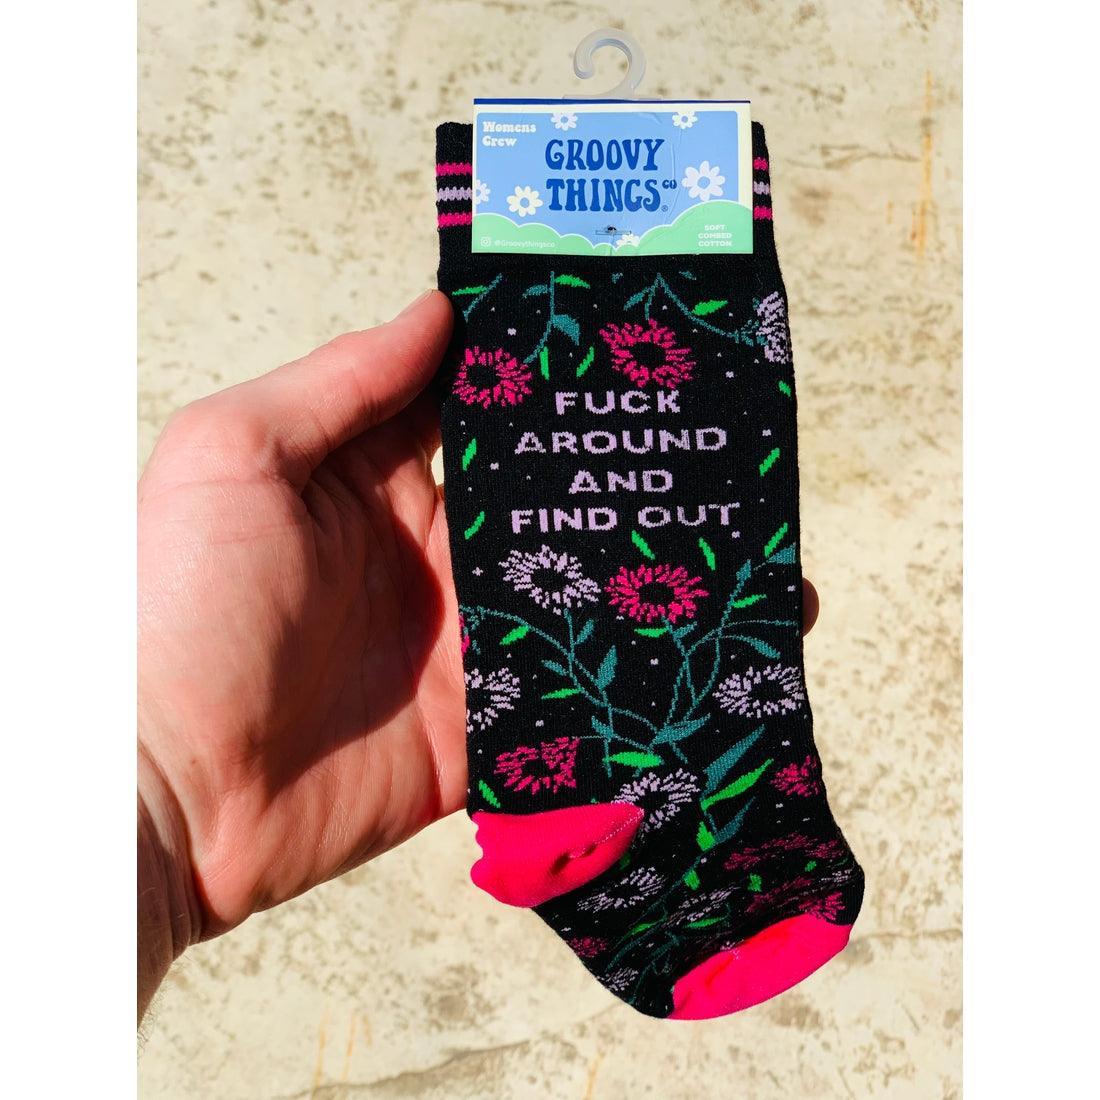 Womens
Crew
GROOVY
THINGS CO ®
@Groovythingsco
SOFT
COMBED
COTTON
FUCK
AROUND
AND
FIND OUT